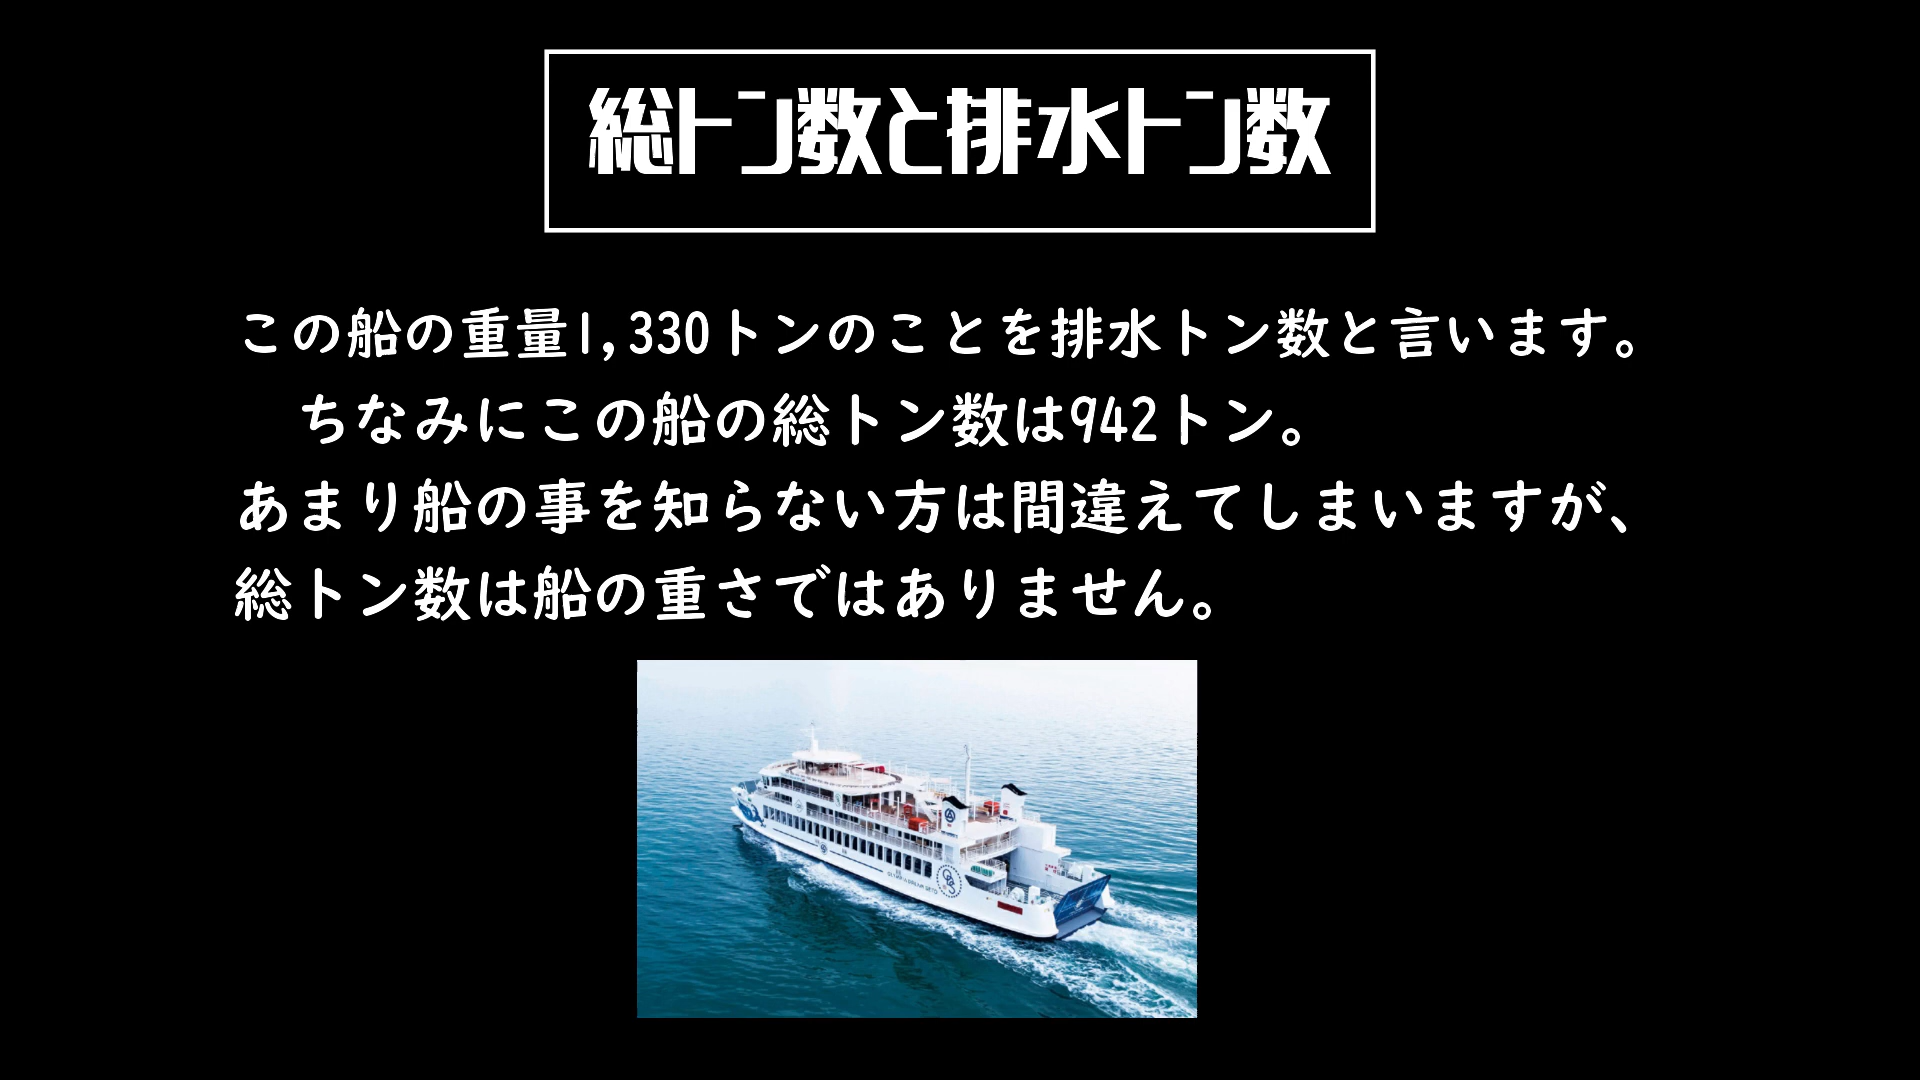 総トン数と排水トン数
この船の重量1,330トンのことを排水トン数と言います。
ちなみにこの船の総トン数は942トン。
あまり船の事を知らない方は間違えてしまいますが、
総トン数は船の重さではありません。